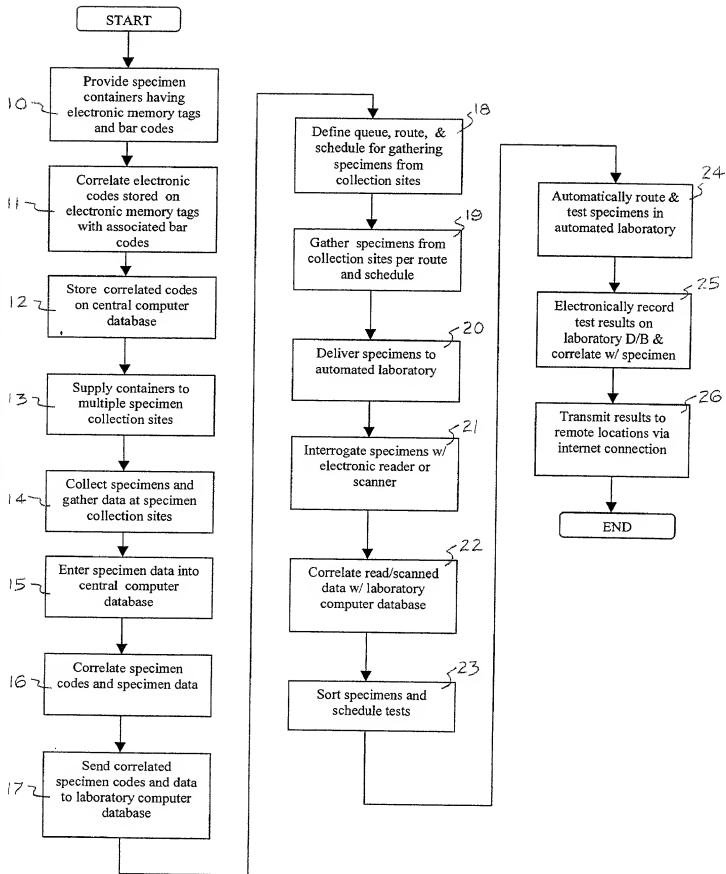 START
10
Provide specimen
containers having
electronic memory tags
and bar codes
11
Correlate electronic
codes stored on
electronic memory tags
with associated bar
codes
12
Store correlated codes
on central computer
database
13
Supply containers to
multiple specimen
collection sites
14
Collect specimens and
gather data at specimen
collection sites
15
Enter specimen data into
central computer
database
16
Correlate specimen
codes and specimen data
17
Send correlated
specimen codes and data
to laboratory computer
database
18
Define queue, route, &
schedule for gathering
specimens from
collection sites
19
Gather specimens from
collection sites per route
and schedule
20
Deliver specimens to
automated laboratory
21
Interrogate specimens w/
electronic reader or
scanner
22
Correlate read/scanned
data w/ laboratory
computer database
23
Sort specimens and
schedule tests
24
Automatically route &
test specimens in
automated laboratory
25
Electronically record
test results on
laboratory D/B &
correlate w/ specimen
26
Transmit results to
remote locations via
internet connection
END